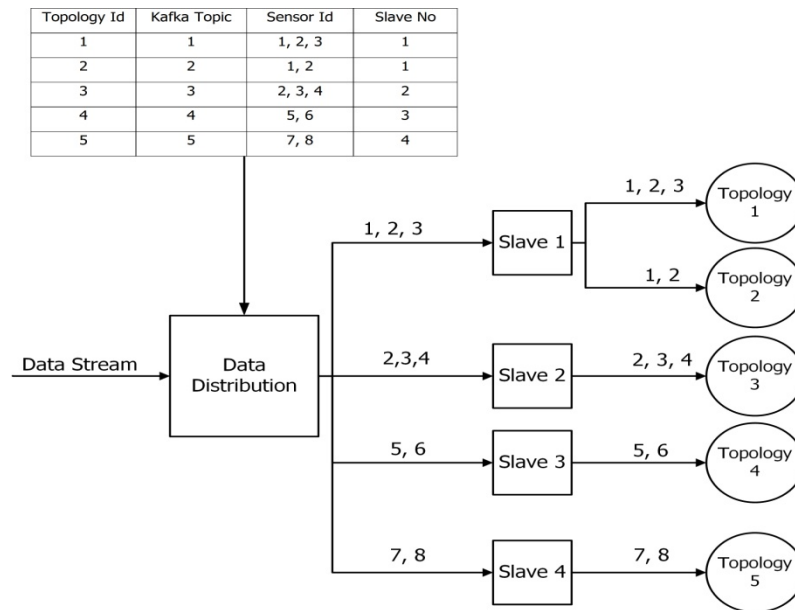 Topology Id Kafka Topic Sensor Id Slave No
1 1 1, 2, 3 1
2 2 1, 2 1
3 3 2, 3, 4 2
4 4 5, 6 3
5 5 7, 8 4
1, 2, 3
Topology
1
1, 2, 3
Slave 1
1, 2
Topology
2
Data Stream
Data
Distribution
2,3,4
Slave 2
2, 3, 4
Topology
3
5, 6
Slave 3
5, 6
Topology
4
7, 8
Slave 4
7, 8
Topology
5